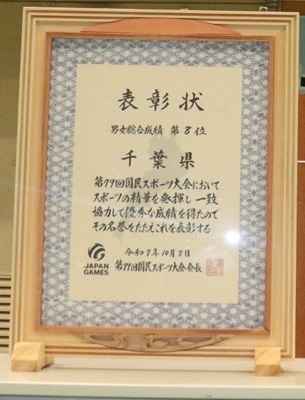 表彰状
男女総合成績 第8位
千葉県
第79回国民スポーツ大会において
スポーツの精華を発揮し一致
協力して優秀な成績を得たので
その名誉をたたえこれを表彰する
令和7年10月8日
第79回国民スポーツ大会会長
JAPAN
GAMES